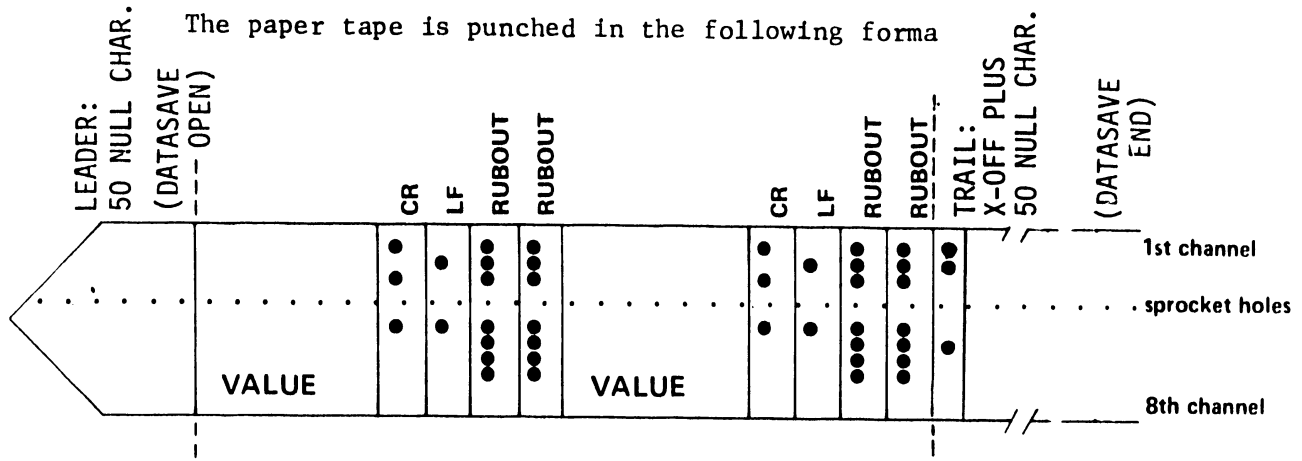 The paper tape is punched in the following forma
LEADER:
50 NULL CHAR.
(DATASAVE
OPEN)
CR
LF
RUBOUT
RUBOUT
CR
LF
RUBOUT
RUBOUT
TRAIL:
X-OFF PLUS
50 NULL CHAR.
(DATASAVE
END)
1st channel
sprocket holes
VALUE
VALUE
8th channel